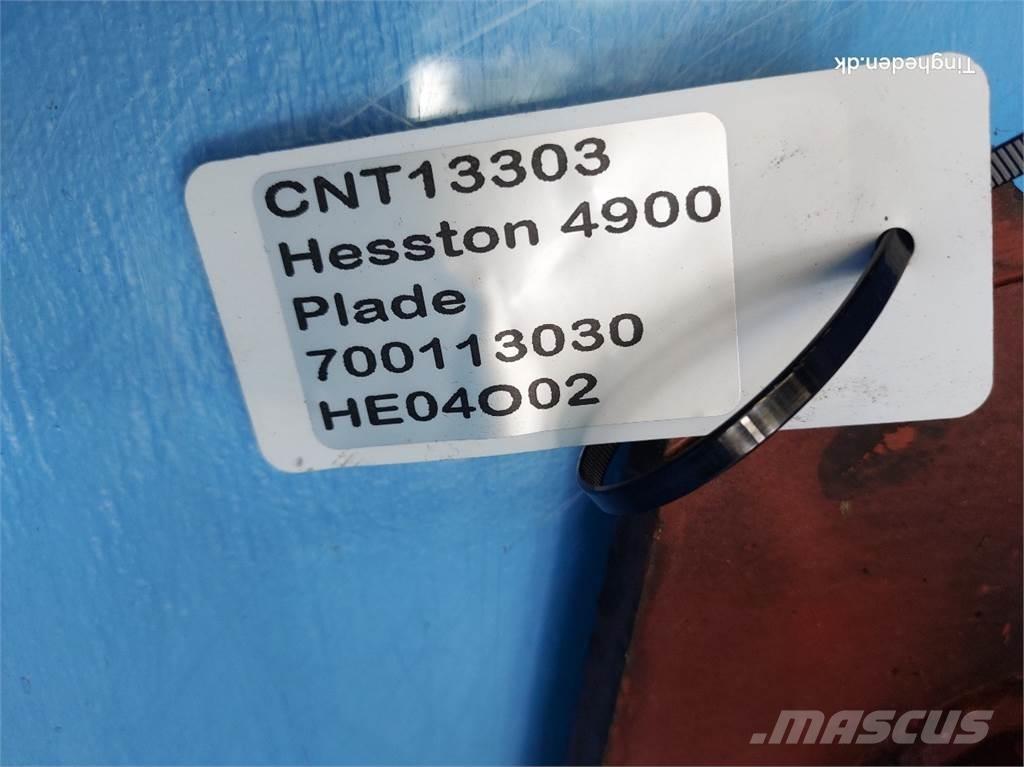 Tingheden.dk
CNT13303
Hesston 4900
Plade
700113030
HE04O02
MASCUS